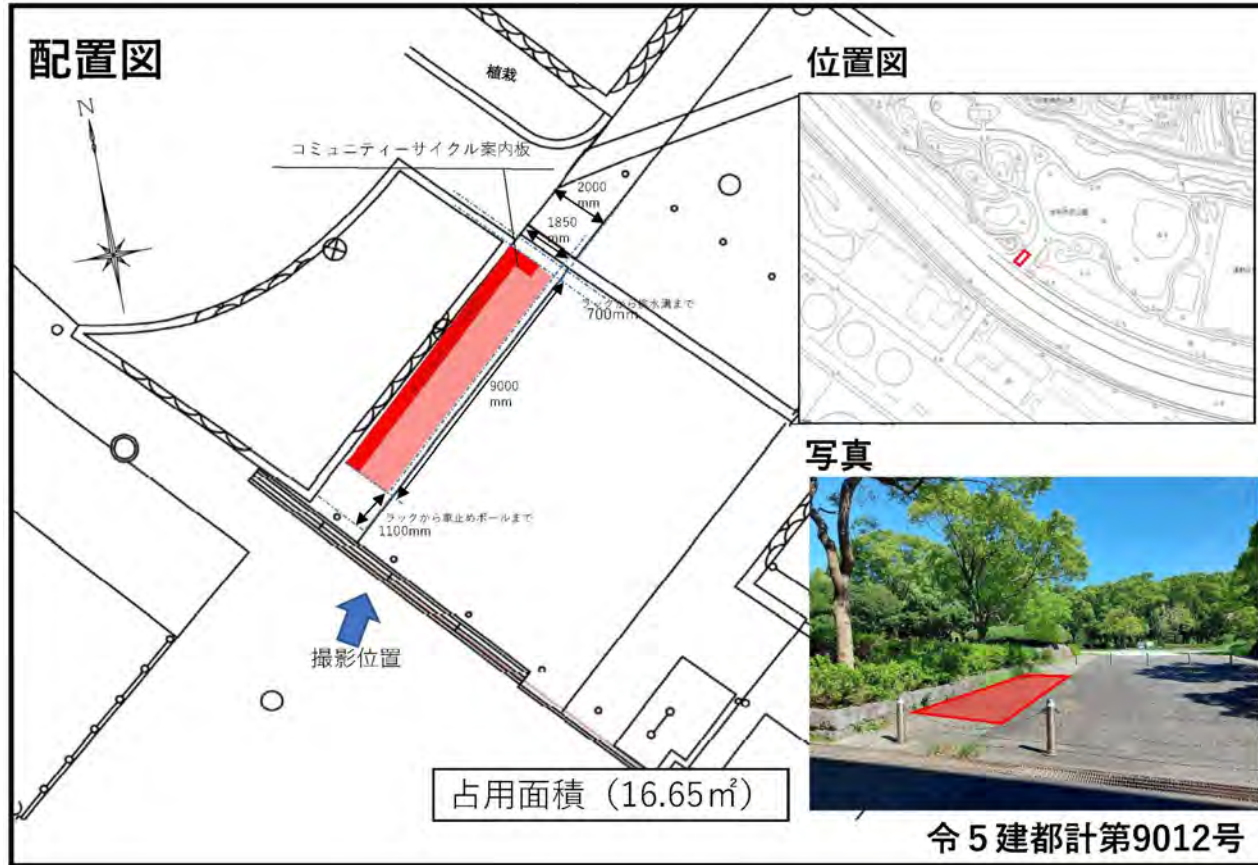 配置図
N
植栽
コミュニティーサイクル案内板
2000
mm
1850
mm
ラックから排水溝まで
700mm
9000
mm
ラックから車止めポールまで
1100mm
撮影位置
占用面積(16.65㎡)
位置図
写真
令5建都計第9012号